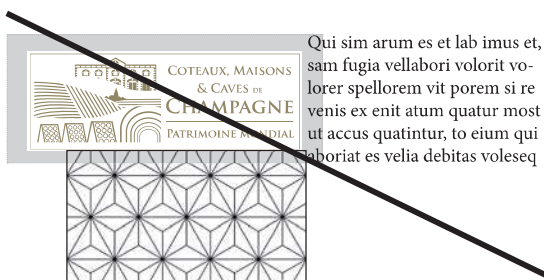 COTEAUX, MAISONS
& CAVES DE
CHAMPAGNE
PATRIMOINE MONDIAL
Qui sim arum es et lab imus et,
sam fugia vellabori volorit vo-
lorer spellorem vit porem si re
venis ex enit atum quatur most
ut accus quatintur, to eium qui
aboriat es velia debitas voleseq